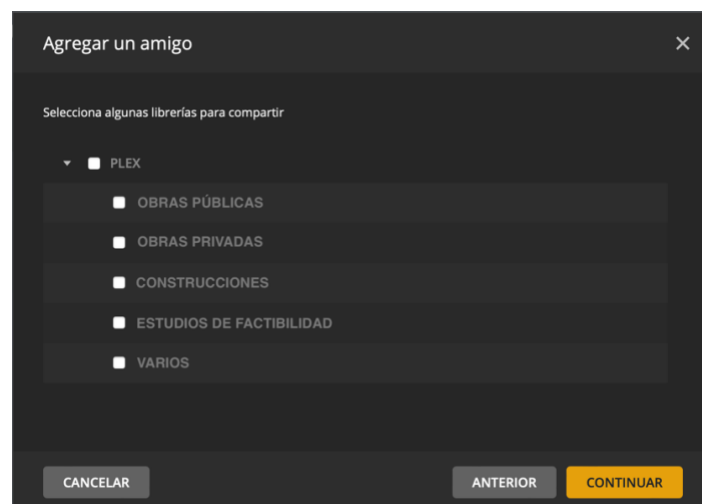 Agregar un amigo
Selecciona algunas librerías para compartir
PLEX
OBRAS PÚBLICAS
OBRAS PRIVADAS
CONSTRUCCIONES
ESTUDIOS DE FACTIBILIDAD
VARIOS
CANCELAR ANTERIOR CONTINUAR